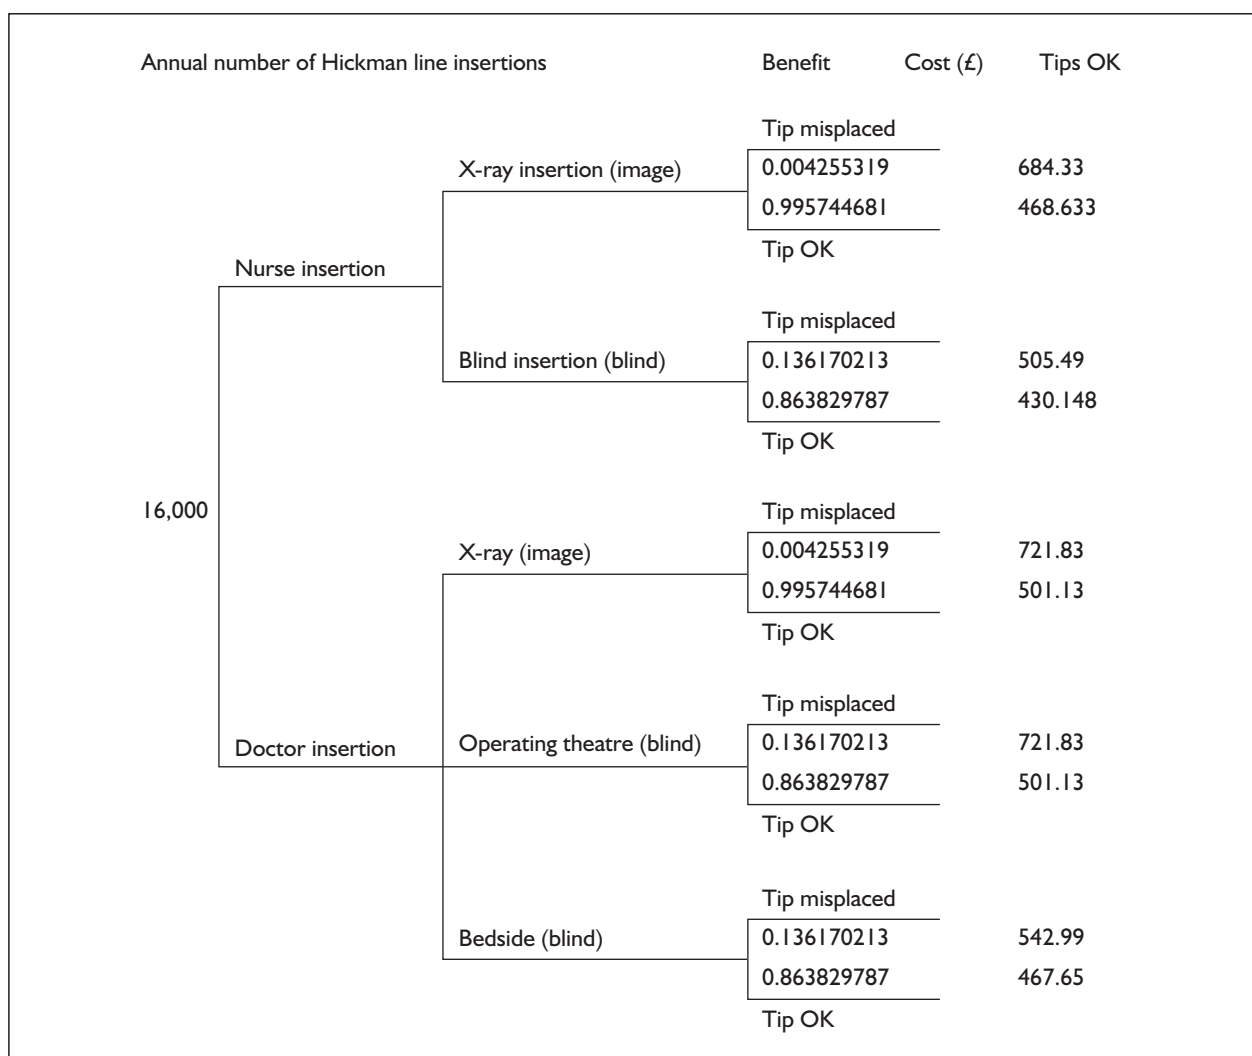 Annual number of Hickman line insertions Benefit Cost (£) Tips OK
Tip misplaced
X-ray insertion (image) 0.004255319 684.33
0.995744681 468.633
Tip OK
Nurse insertion
Tip misplaced
Blind insertion (blind) 0.136170213 505.49
0.863829787 430.148
Tip OK
16,000
Tip misplaced
X-ray (image) 0.004255319 721.83
0.995744681 501.13
Tip OK
Tip misplaced
Doctor insertion Operating theatre (blind) 0.136170213 721.83
0.863829787 501.13
Tip OK
Tip misplaced
Bedside (blind) 0.136170213 542.99
0.863829787 467.65
Tip OK